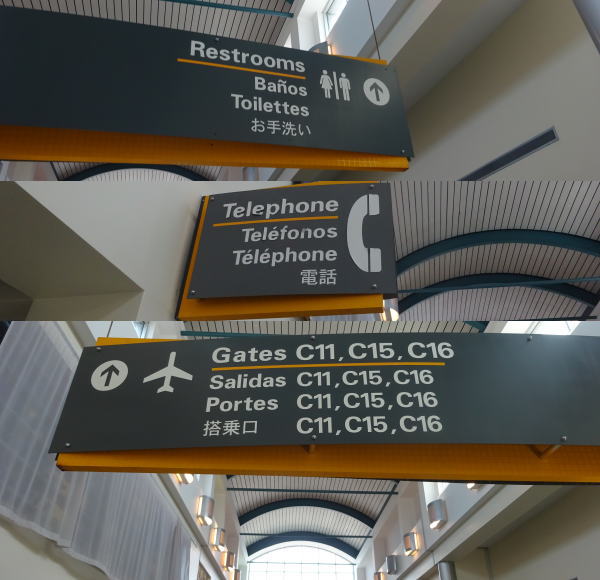 Restrooms
Baños
Toilettes
お手洗い
Telephone
Teléfonos
Téléphone
電話
Gates C11, C15, C16
Salidas C11, C15, C16
Portes C11, C15, C16
搭乗口 C11, C15, C16